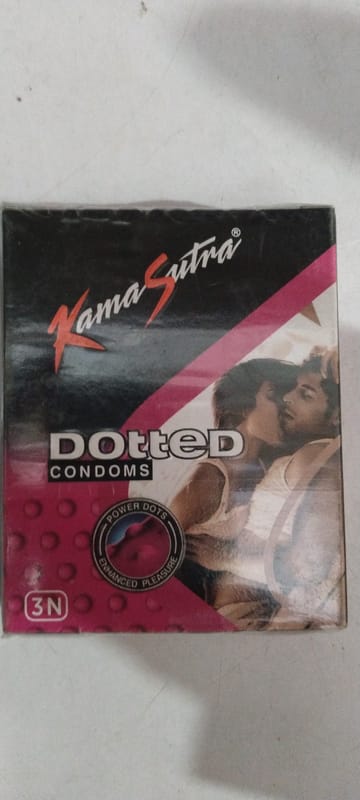 KamaSutra®
DOtteD
CONDOMS
POWER DOTS
ENHANCED PLEASURE
3N